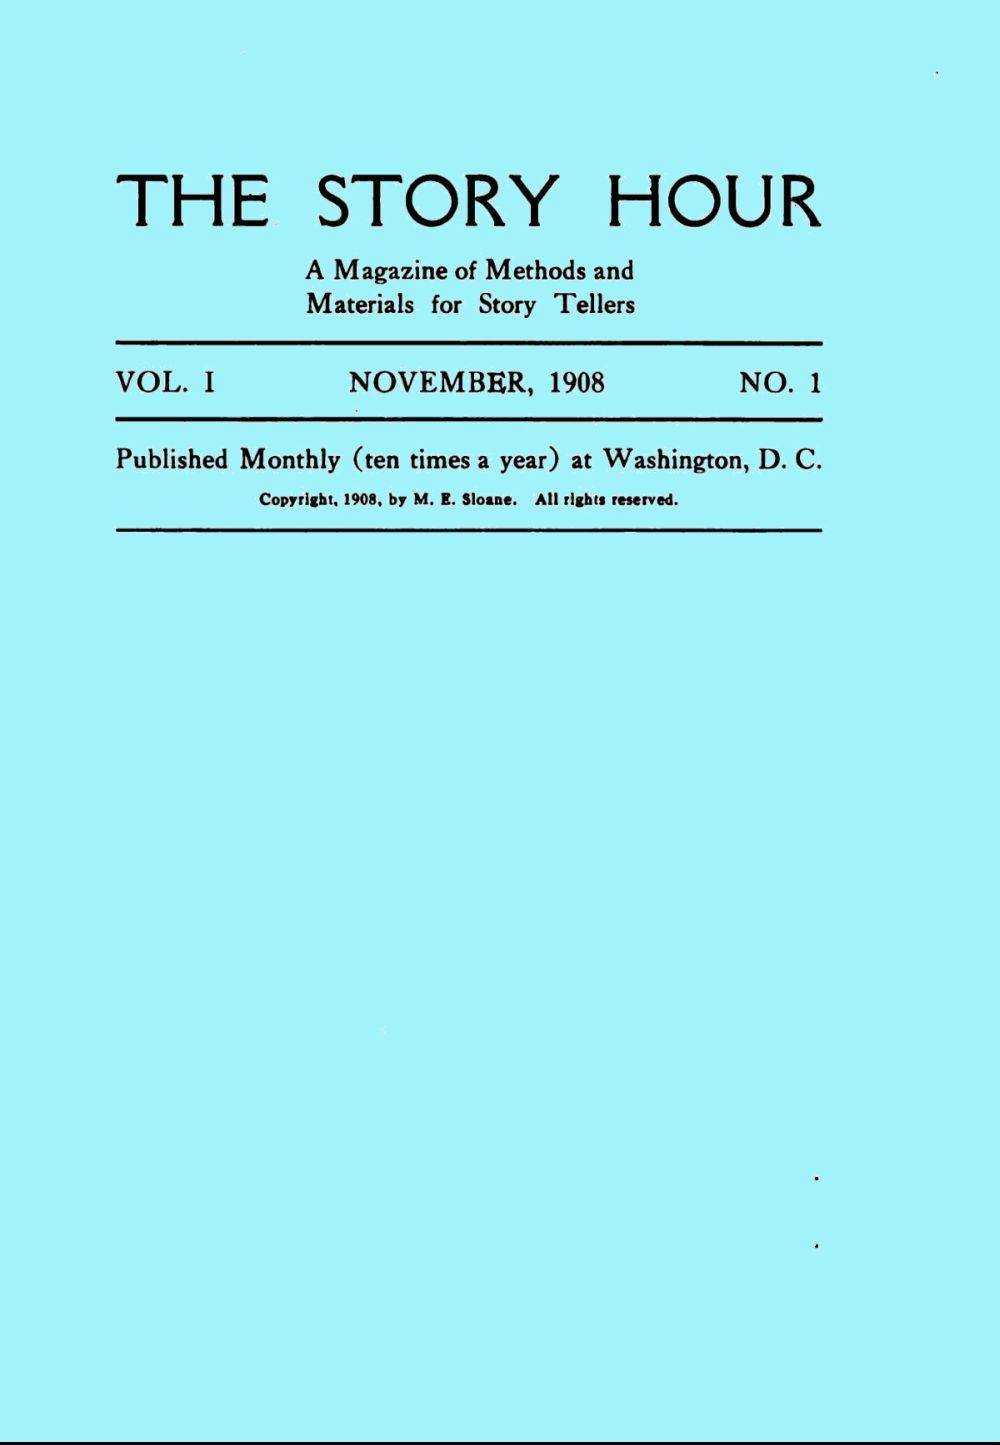 THE STORY HOUR
A Magazine of Methods and
Materials for Story Tellers
VOL. I NOVEMBER, 1908 NO. 1
Published Monthly (ten times a year) at Washington, D. C.
Copyright, 1908, by M. E. Sloane. All rights reserved.